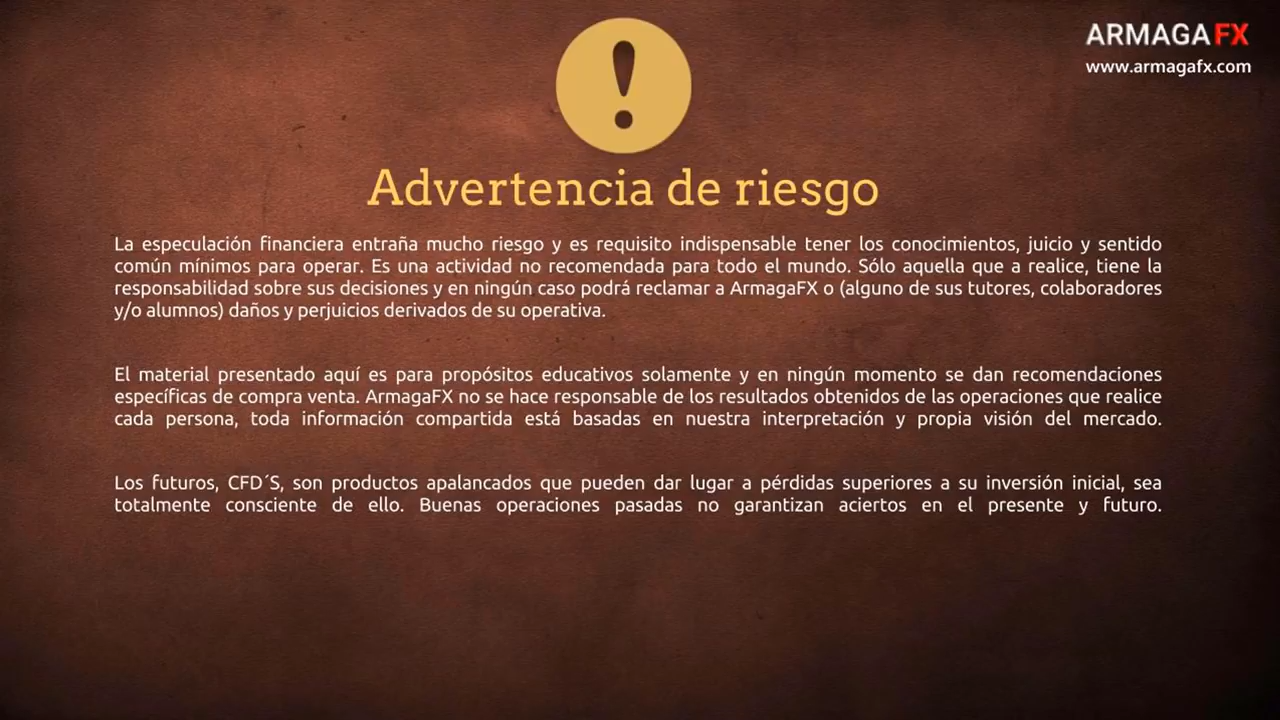 ARMAGAFX
www.armagafx.com
!
Advertencia de riesgo
La especulación financiera entraña mucho riesgo y es requisito indispensable tener los conocimientos, juicio y sentido
común mínimos para operar. Es una actividad no recomendada para todo el mundo. Sólo aquella que a realice, tiene la
responsabilidad sobre sus decisiones y en ningún caso podrá reclamar a ArmagaFX o (alguno de sus tutores, colaboradores
y/o alumnos) daños y perjuicios derivados de su operativa.
El material presentado aquí es para propósitos educativos solamente y en ningún momento se dan recomendaciones
específicas de compra venta. ArmagaFX no se hace responsable de los resultados obtenidos de las operaciones que realice
cada persona, toda información compartida está basadas en nuestra interpretación y propia visión del mercado.
Los futuros, CFD´S, son productos apalancados que pueden dar lugar a pérdidas superiores a su inversión inicial, sea
totalmente consciente de ello. Buenas operaciones pasadas no garantizan aciertos en el presente y futuro.